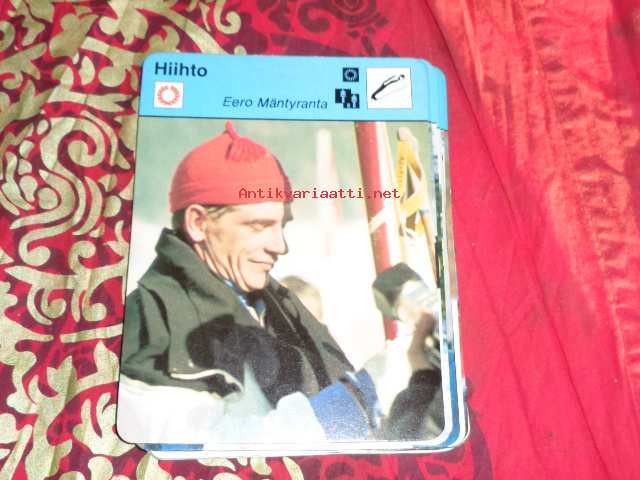 Hiihto
Eero Mäntyranta
Antikvariaatti.net